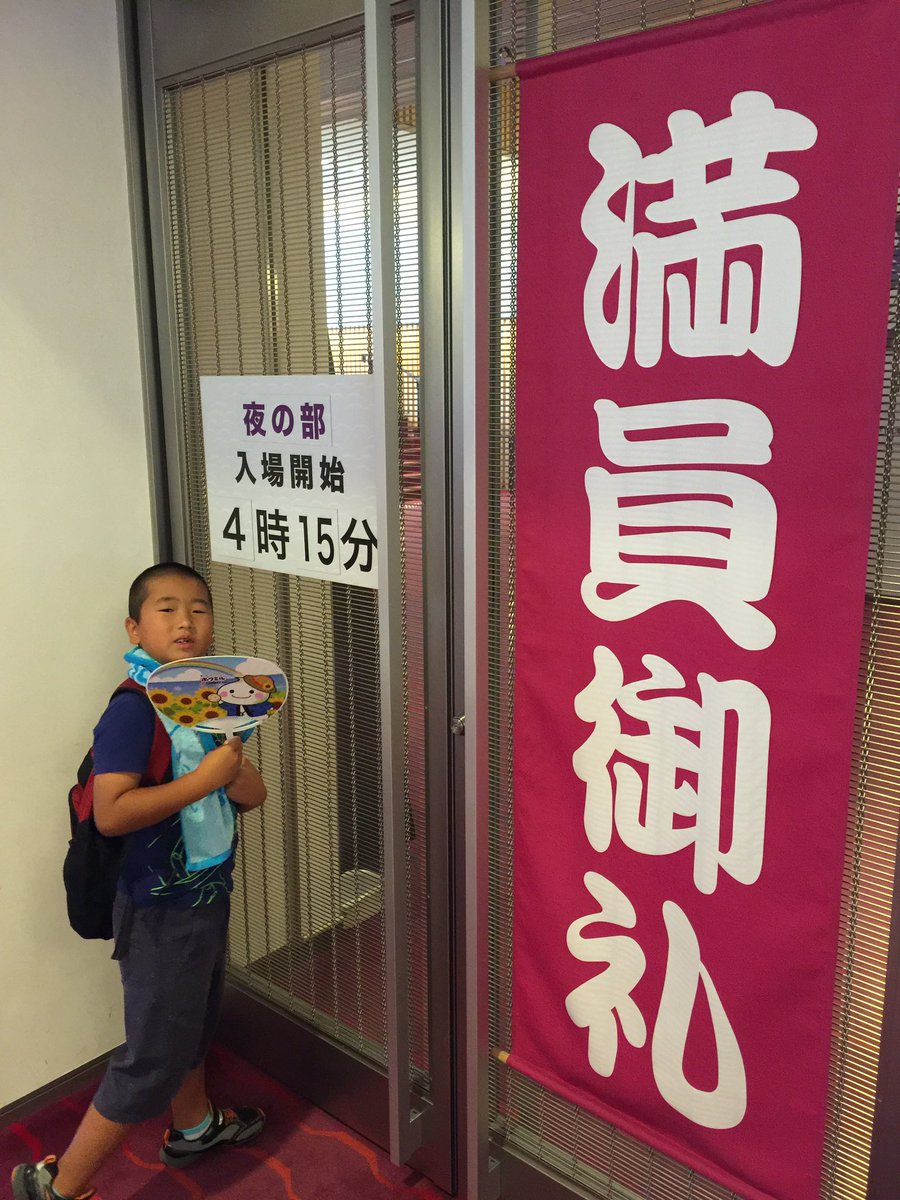 満員御礼
夜の部
入場開始
4時15分